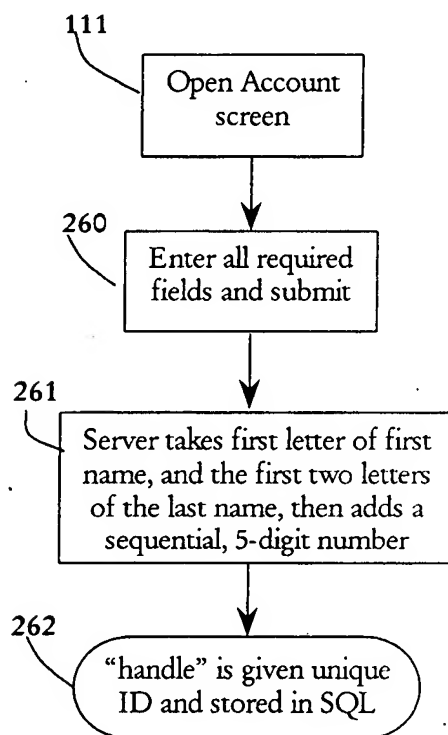 111
Open Account
screen
260
Enter all required
fields and submit
261
Server takes first letter of first
name, and the first two letters
of the last name, then adds a
sequential, 5-digit number
262
“handle” is given unique
ID and stored in SQL